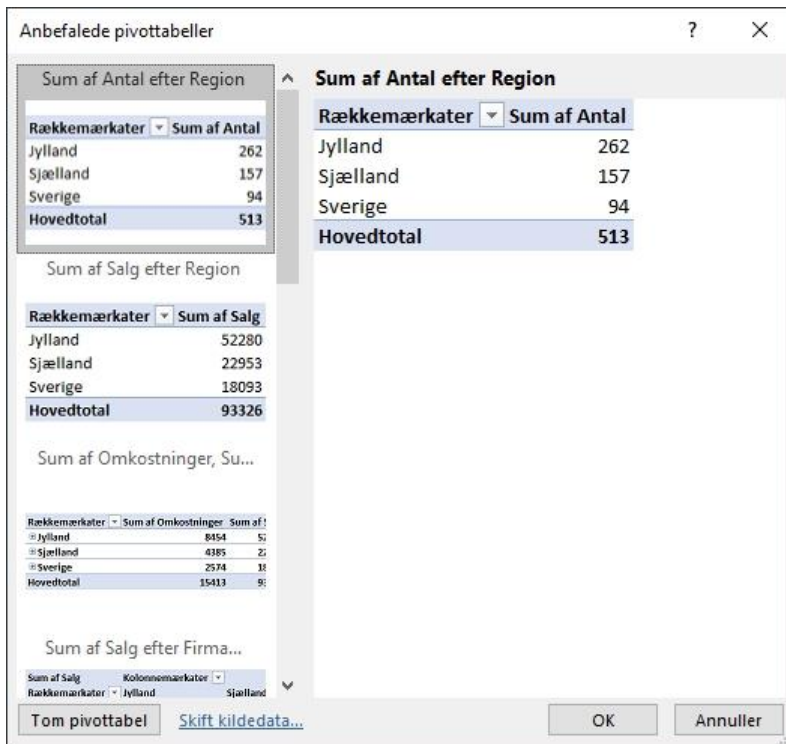 Anbefalede pivottabeller
Sum af Antal efter Region
Rækkemærkater Sum af Antal
Jylland 262
Sjælland 157
Sverige 94
Hovedtotal 513
Sum af Salg efter Region
Rækkemærkater Sum af Salg
Jylland 52280
Sjælland 22953
Sverige 18093
Hovedtotal 93326
Sum af Omkostninger, Su...
Rækkemærkater Sum af Omkostninger Sum af
Jylland 8454
Sjælland 4385
Sverige 2574
Hovedtotal 15413
Sum af Salg efter Firma...
Sum af Salg Kolonnemærkater
Rækkemærkater Jylland Sjælland
Sum af Antal efter Region
Rækkemærkater Sum af Antal
Jylland 262
Sjælland 157
Sverige 94
Hovedtotal 513
Tom pivottabel Skift kildedata... OK Annuller